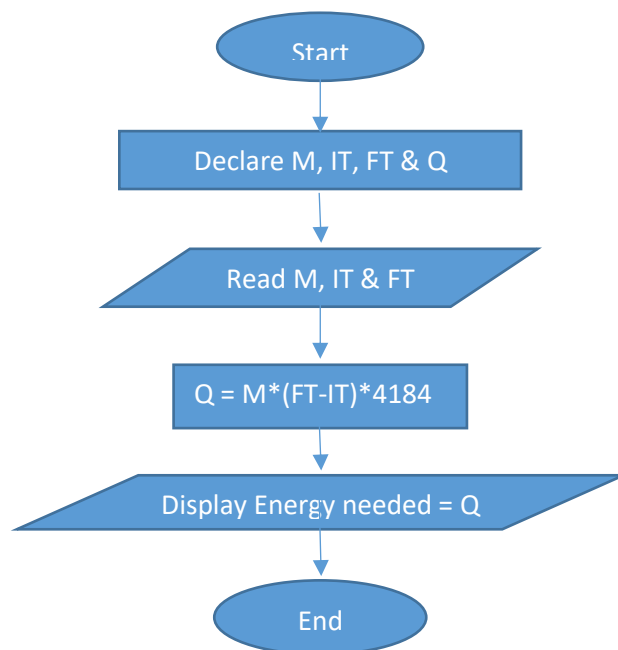 Start
Declare M, IT, FT & Q
Read M, IT & FT
Q = M*(FT-IT)*4184
Display Energy needed = Q
End